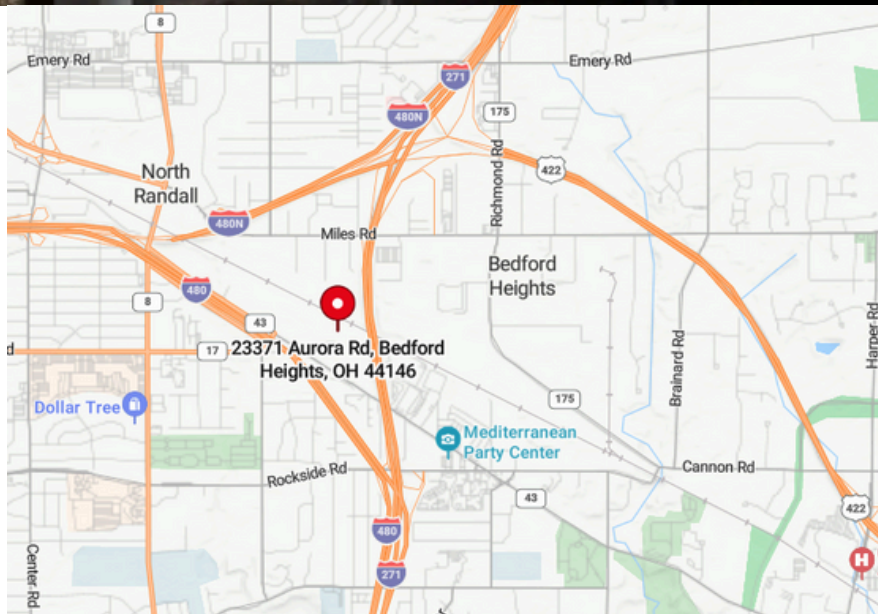 8
Emery Rd
Emery Rd
271
480N
175
North
Randall
422
Richmond Rd
480N
Miles Rd
Bedford
Heights
480
8
43
17
23371 Aurora Rd, Bedford
Heights, OH 44146
d
Brainard Rd
Harper Rd
Dollar Tree
175
Mediterranean
Party Center
Rockside Rd
Cannon Rd
43
422
480
H
271
Center Rd